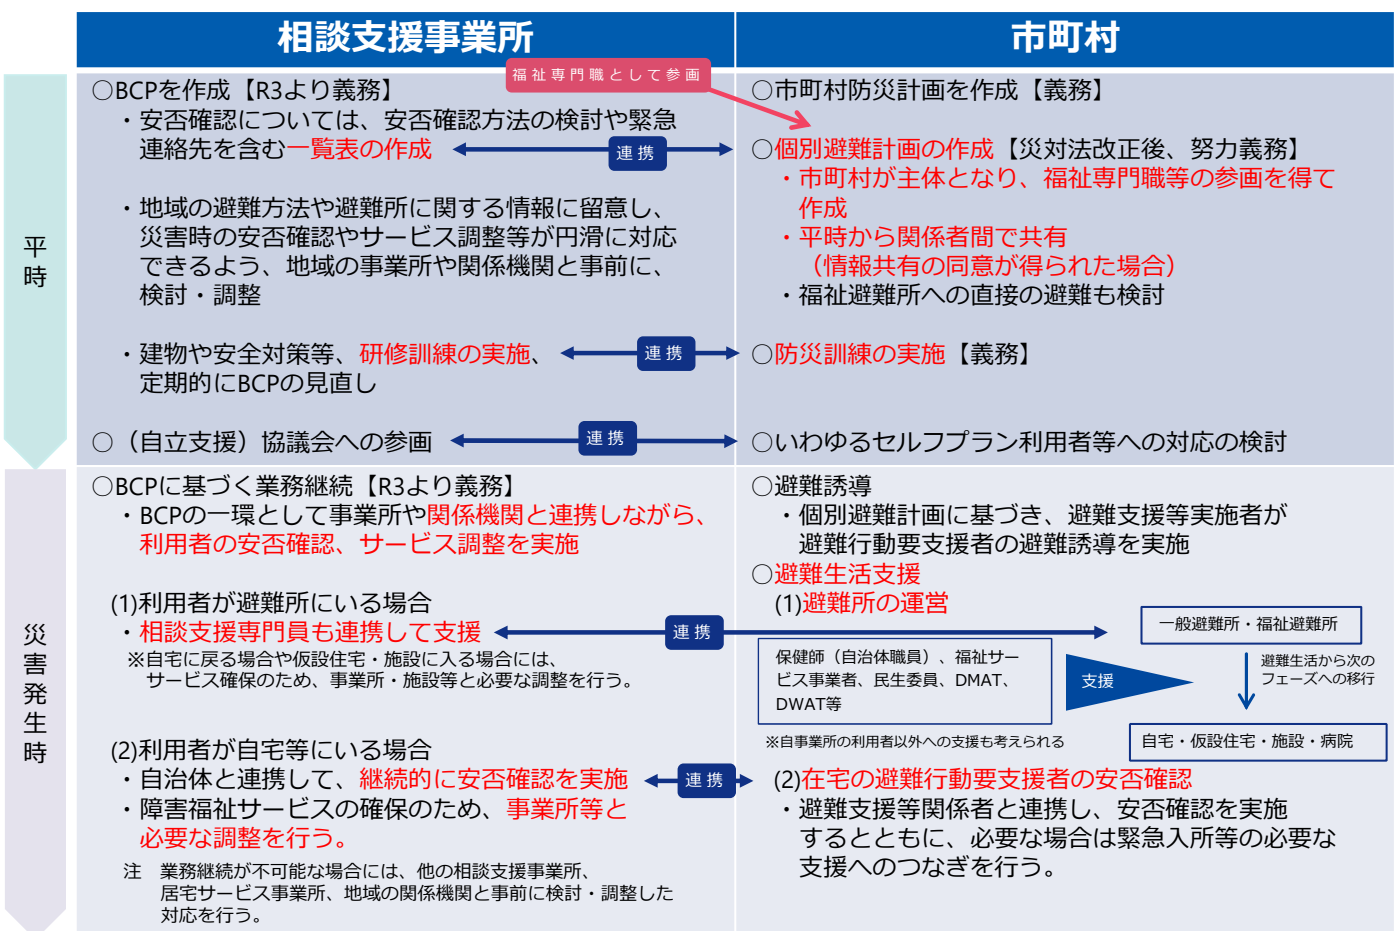 相談支援事業所
市町村
福祉専門職として参画
平時
○BCPを作成【R3より義務】
・安否確認については、安否確認方法の検討や緊急
連絡先を含む一覧表の作成
連携
・地域の避難方法や避難所に関する情報に留意し、
災害時の安否確認やサービス調整等が円滑に対応
できるよう、地域の事業所や関係機関と事前に、
検討・調整
・建物や安全対策等、研修訓練の実施、
定期的にBCPの見直し
連携
○（自立支援）協議会への参画
連携
○市町村防災計画を作成【義務】
○個別避難計画の作成【災対法改正後、努力義務】
・市町村が主体となり、福祉専門職等の参画を得て
作成
・平時から関係者間で共有
（情報共有の同意が得られた場合）
・福祉避難所への直接の避難も検討
○防災訓練の実施【義務】
○いわゆるセルフプラン利用者等への対応の検討
災害発生時
○BCPに基づく業務継続【R3より義務】
・BCPの一環として事業所や関係機関と連携しながら、
利用者の安否確認、サービス調整を実施
(1)利用者が避難所にいる場合
・相談支援専門員も連携して支援
連携
※自宅に戻る場合や仮設住宅・施設に入る場合には、
サービス確保のため、事業所・施設等と必要な調整を行う。
(2)利用者が自宅等にいる場合
・自治体と連携して、継続的に安否確認を実施
連携
・障害福祉サービスの確保のため、事業所等と
必要な調整を行う。
注　業務継続が不可能な場合には、他の相談支援事業所、
居宅サービス事業所、地域の関係機関と事前に検討・調整した
対応を行う。
○避難誘導
・個別避難計画に基づき、避難支援等実施者が
避難行動要支援者の避難誘導を実施
○避難生活支援
(1)避難所の運営
一般避難所・福祉避難所
保健師（自治体職員）、福祉サー
ビス事業者、民生委員、DMAT、
DWAT等
支援
避難生活から次の
フェーズへの移行
※自事業所の利用者以外への支援も考えられる
自宅・仮設住宅・施設・病院
(2)在宅の避難行動要支援者の安否確認
・避難支援等関係者と連携し、安否確認を実施
するとともに、必要な場合は緊急入所等の必要な
支援へのつなぎを行う。